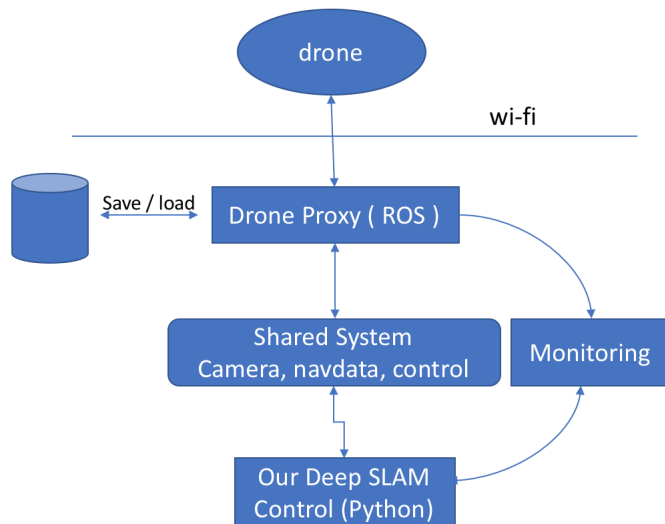 drone
wi-fi
Save / load
Drone Proxy ( ROS )
Shared System
Camera, navdata, control
Monitoring
Our Deep SLAM
Control (Python)